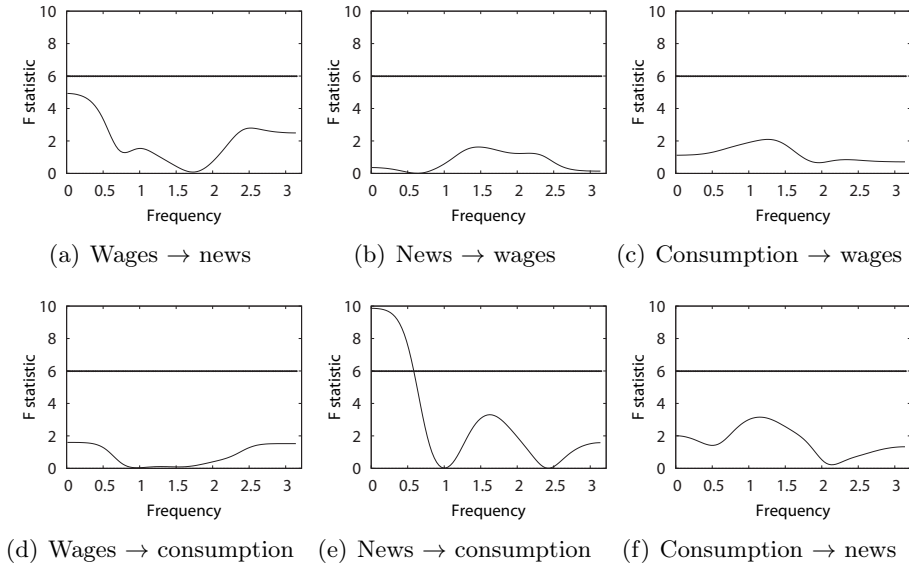 10
8
6
4
2
0
F statistic
0 0.5 1 1.5 2 2.5 3
Frequency
(a) Wages → news
10
8
6
4
2
0
F statistic
0 0.5 1 1.5 2 2.5 3
Frequency
(b) News → wages
10
8
6
4
2
0
F statistic
0 0.5 1 1.5 2 2.5 3
Frequency
(c) Consumption → wages
10
8
6
4
2
0
F statistic
0 0.5 1 1.5 2 2.5 3
Frequency
(d) Wages → consumption
10
8
6
4
2
0
F statistic
0 0.5 1 1.5 2 2.5 3
Frequency
(e) News → consumption
10
8
6
4
2
0
F statistic
0 0.5 1 1.5 2 2.5 3
Frequency
(f) Consumption → news